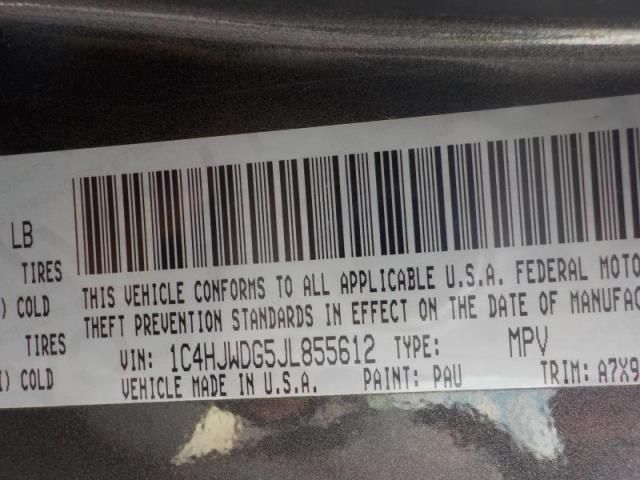 LB
TIRES
) COLD
TIRES
I) COLD
THIS VEHICLE CONFORMS TO ALL APPLICABLE U.S.A. FEDERAL MOTO
THEFT PREVENTION STANDARDS IN EFFECT ON THE DATE OF MANUFAC
VIN: 1C4HJWDG5JL855612 TYPE: MPV
VEHICLE MADE IN U.S.A. PAINT: PAU TRIM: A7X9